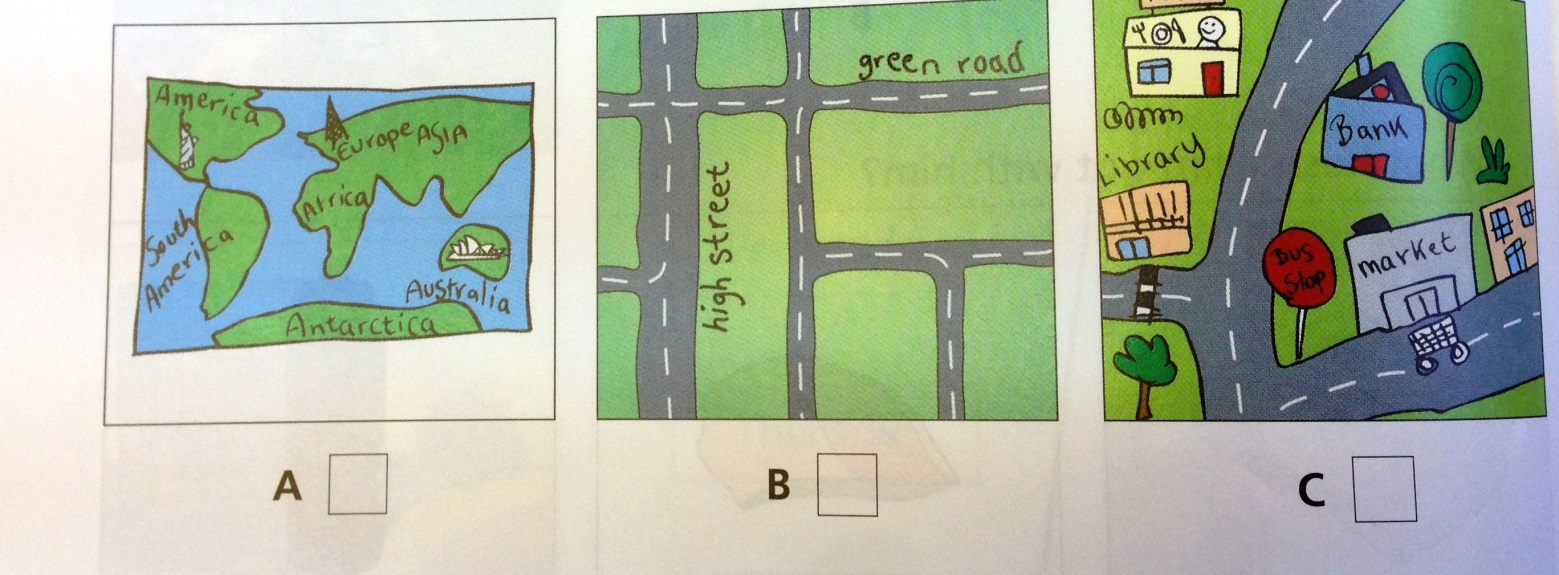 America
Europe
ASIA
Africa
South
America
Australia
Antarctica
A
green road
high street
B
Library
Bank
Bus
Stop
market
C